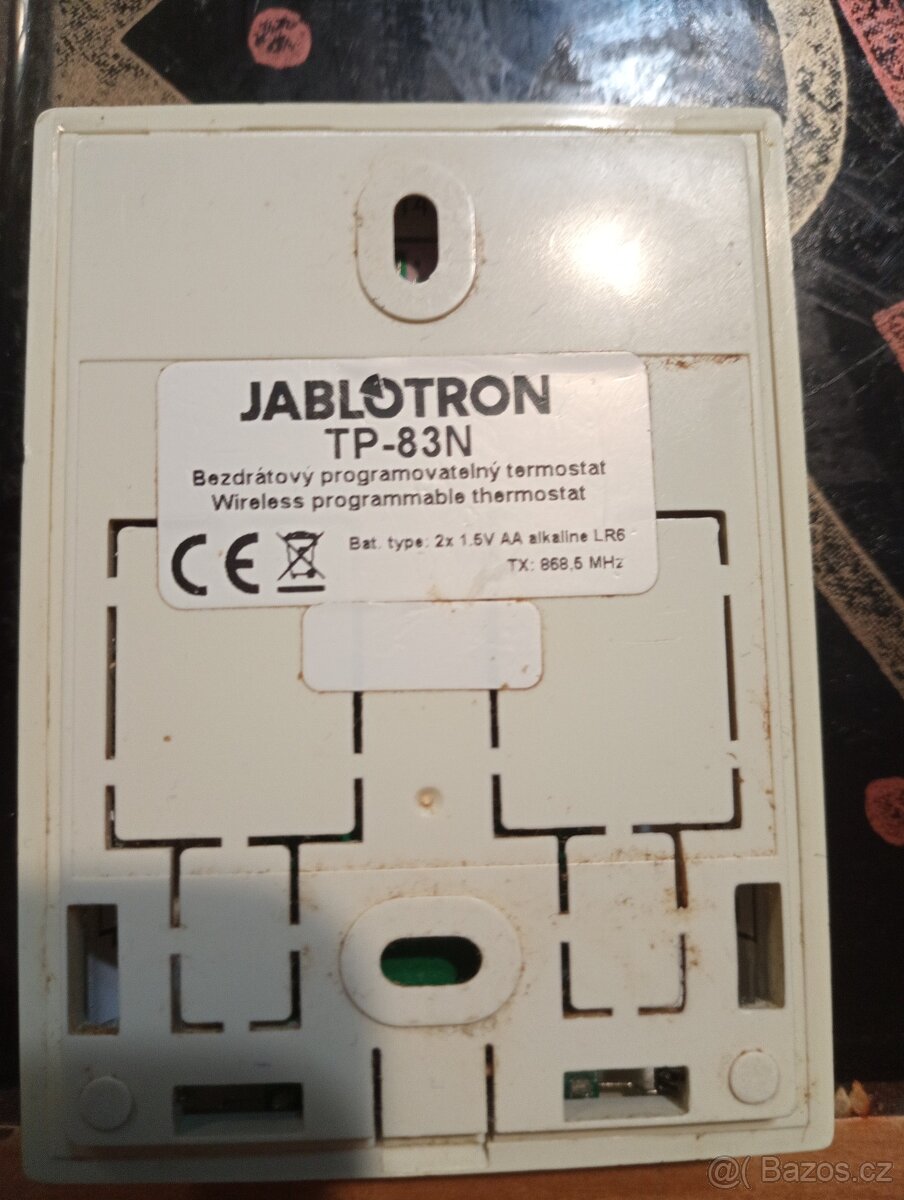 JABLOTRON
TP-83N
Bezdrátový programovatelný termostat
Wireless programmable thermostat
CE
Bat. type: 2x 1.5V AA alkaline LR6
TX: 868,5 MHz
@( Bazos.cz